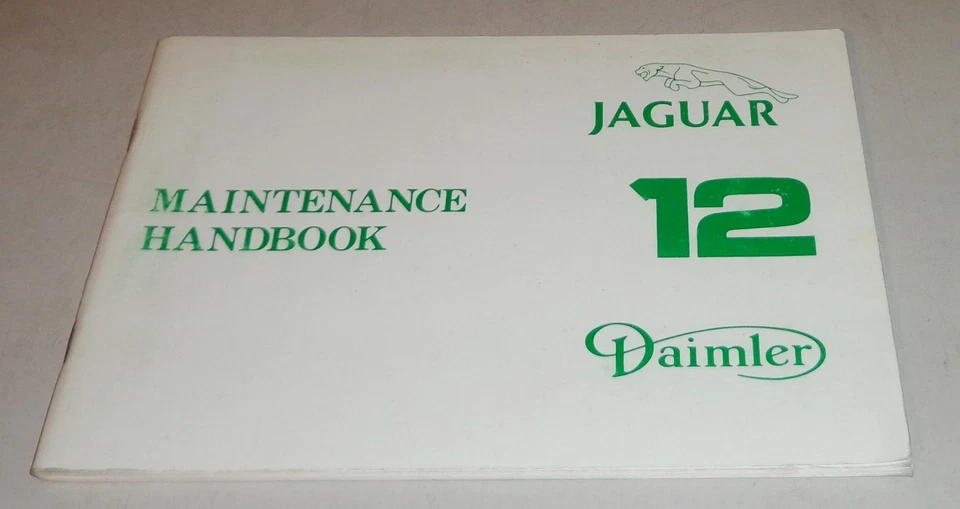 MAINTENANCE
HANDBOOK
JAGUAR
12
Daimler